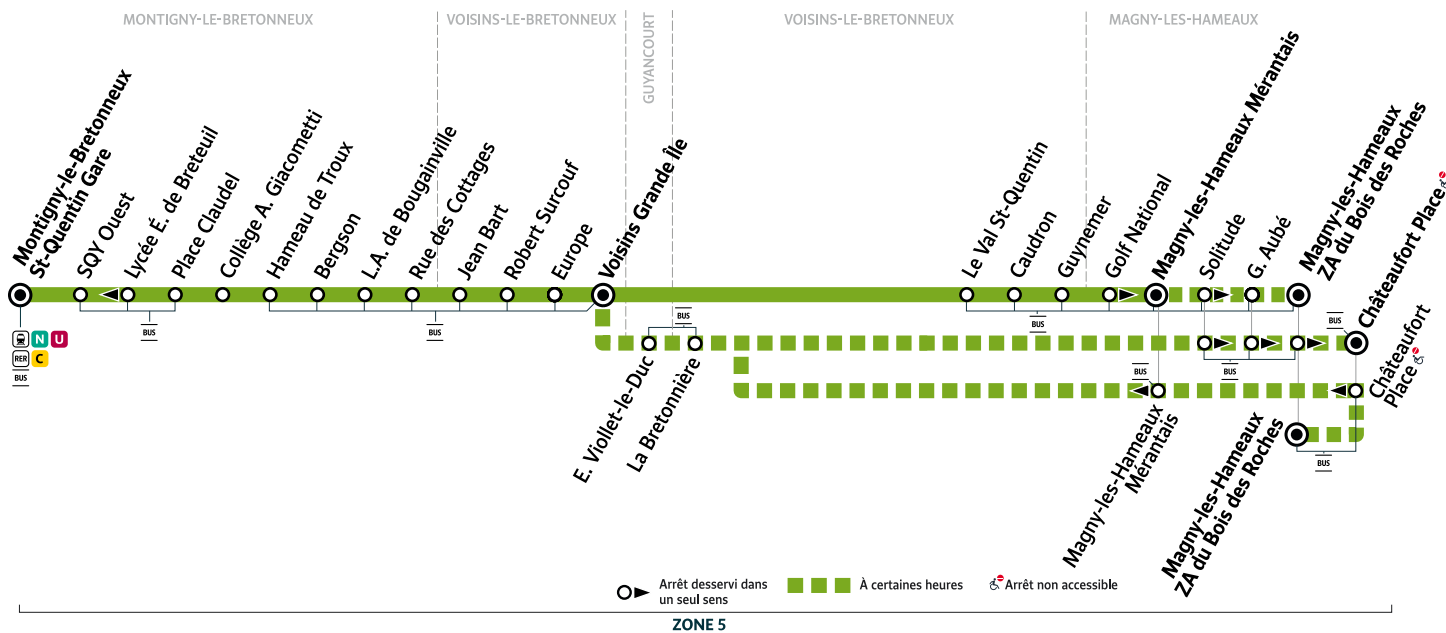 MONTIGNY-LE-BRETONNEUX
VOISINS-LE-BRETONNEUX
GUYANCOURT
VOISINS-LE-BRETONNEUX
MAGNY-LES-HAMEAUX
Montigny-le-Bretonneux
St-Quentin Gare
SQY Ouest
Lycée É. de Breteuil
Place Claudel
Collège A. Giacometti
Hameau de Troux
Bergson
L.A. de Bougainville
Rue des Cottages
Jean Bart
Robert Surcouf
Europe
Voisins Grande Île
Le Val St-Quentin
Caudron
Guynemer
Golf National
Magny-les-Hameaux Mérantais
Solitude
G. Aubé
Magny-les-Hameaux
ZA du Bois des Roches
Châteaufort Place
N U
RER C
BUS
BUS
BUS
BUS
BUS
BUS
BUS
BUS
BUS
E. Viollet-le-Duc
La Bretonnière
Châteaufort
Place
Magny-les-Hameaux
Mérantais
Magny-les-Hameaux
ZA du Bois des Roches
Arrêt desservi dans
un seul sens
À certaines heures
Arrêt non accessible
ZONE 5